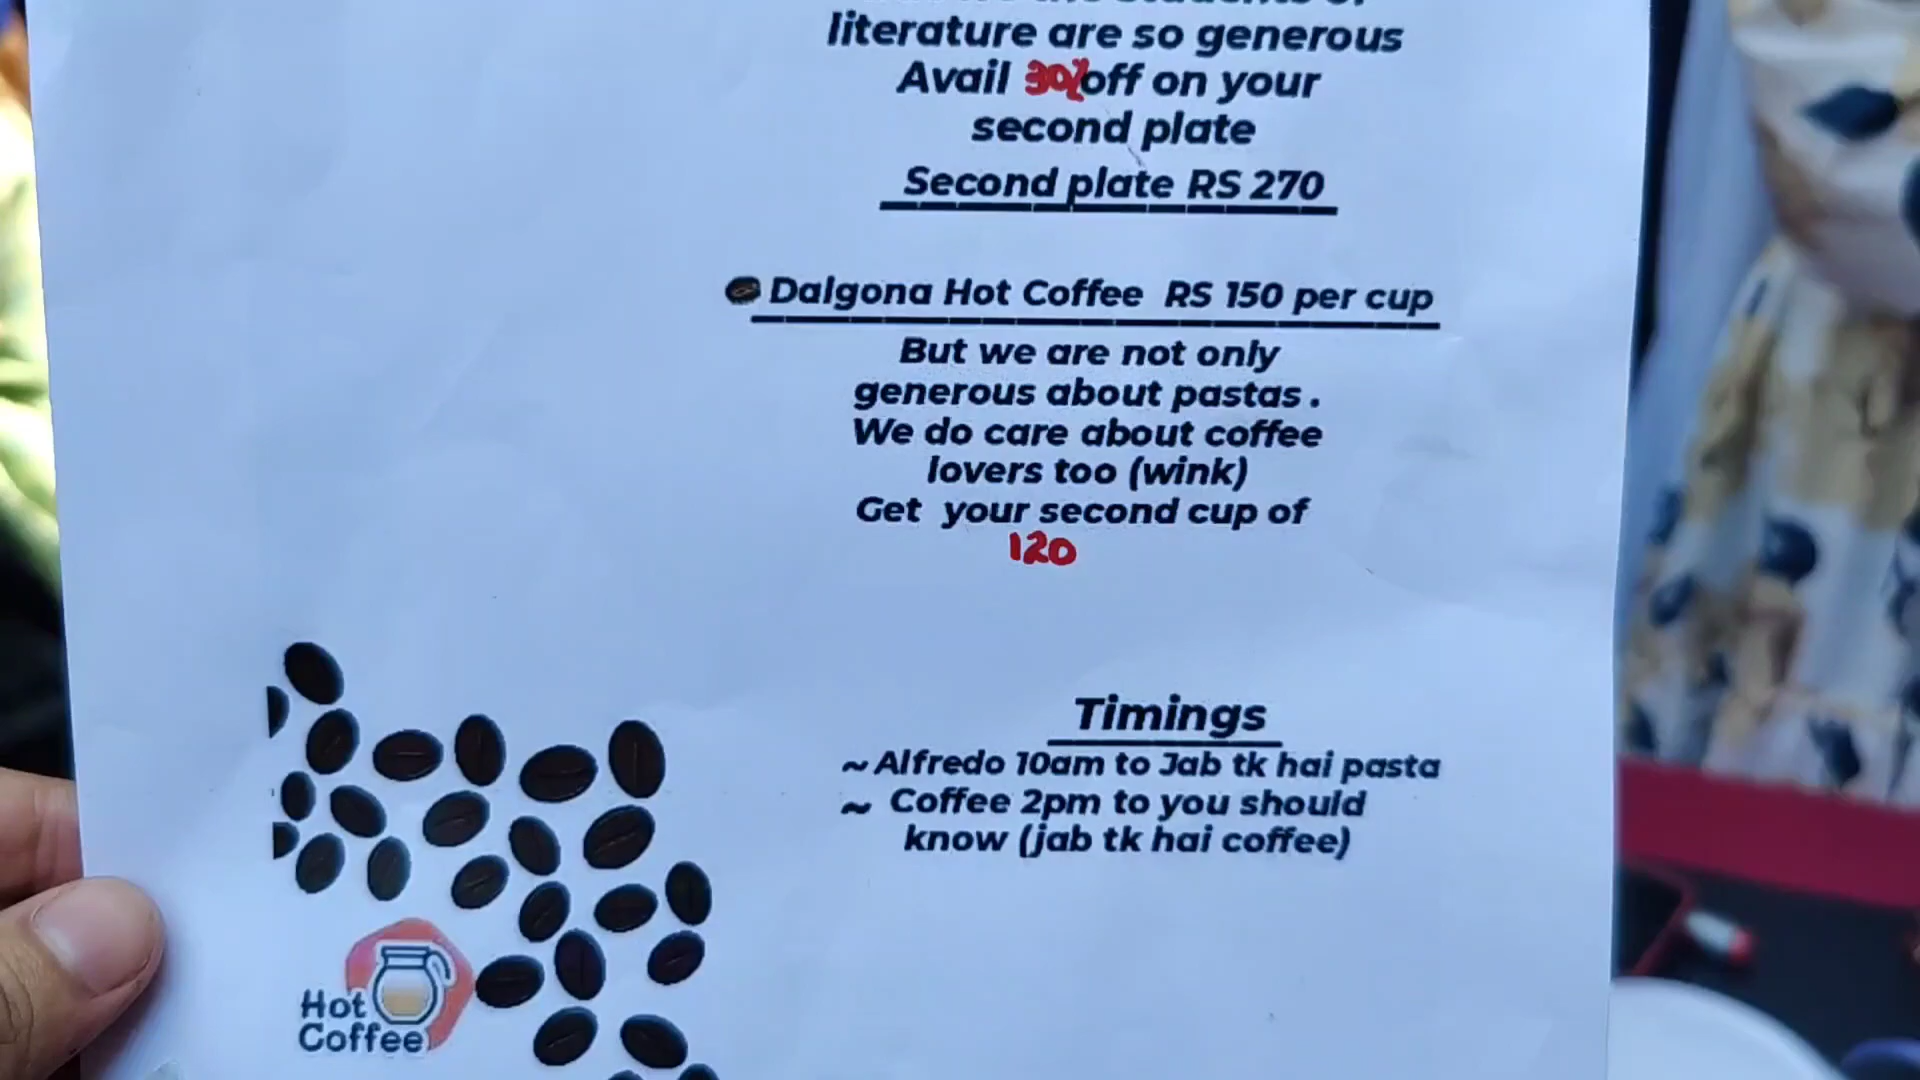 literature are so generous
Avail 30% off on your
second plate
Second plate RS 270
Dalgona Hot Coffee RS 150 per cup
But we are not only
generous about pastas .
We do care about coffee
lovers too (wink)
Get your second cup of
120
Timings
~ Alfredo 10am to Jab tk hai pasta
~ Coffee 2pm to you should
know (jab tk hai coffee)
Hot
Coffee